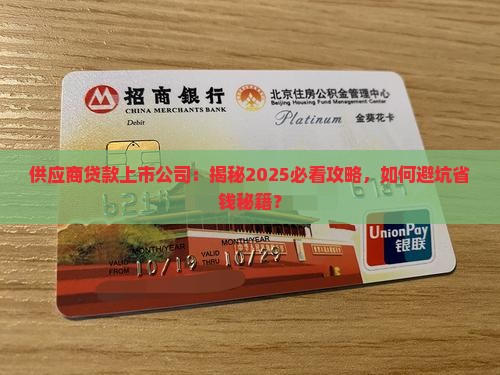 招商银行
CHINA MERCHANTS BANK
Debit
北京住房公积金管理中心
Beijing Housing Fund Management Center
Platinum 金葵花卡
供应商贷款上市公司！揭秘2025必看攻略，如何避坑省
钱秘籍？
MONTH/YEAR MONTH/YEAR
VALID FROM 10/19 VALID THRU 10/29
UnionPay
银联